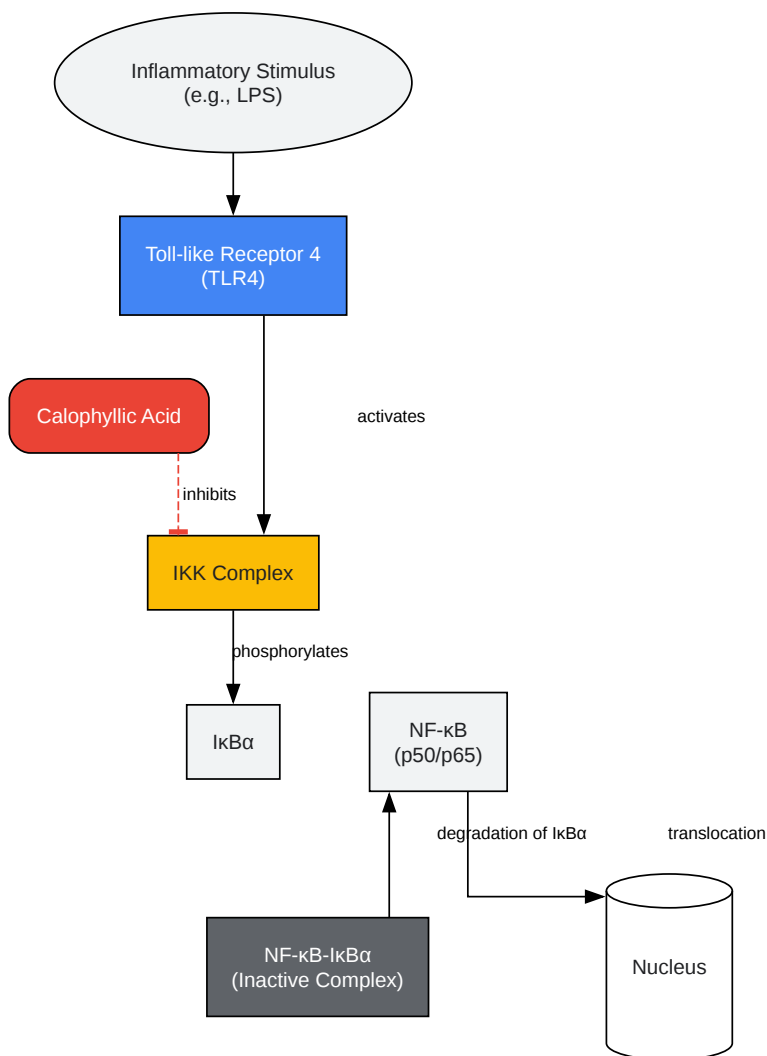 Inflammatory Stimulus
(e.g., LPS)
Toll-like Receptor 4
(TLR4)
Calophyllic Acid
activates
inhibits
IKK Complex
phosphorylates
IκBα
NF-κB
(p50/p65)
degradation of IκBα
translocation
NF-κB-IκBα
(Inactive Complex)
Nucleus